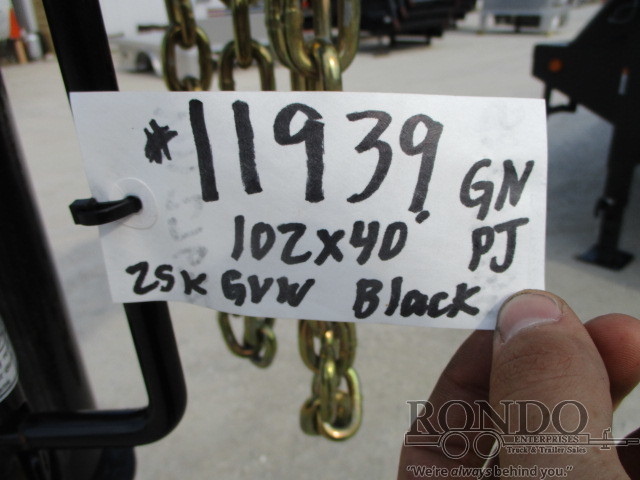 #11939 GN
102x40' PJ
25K GVW Black
RONDO
ENTERPRISES
Truck & Trailer Sales
"We're always behind you."